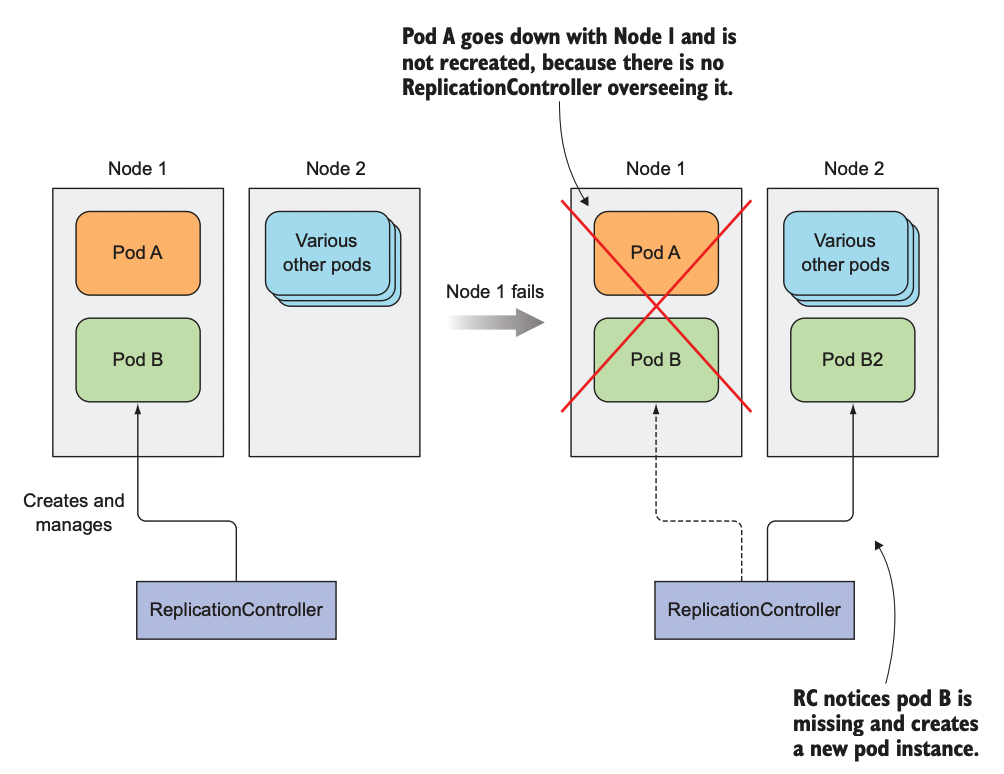 Pod A goes down with Node 1 and is
not recreated, because there is no
ReplicationController overseeing it.
Node 1
Node 2
Pod A
Various
other pods
Pod B
Creates and
manages
ReplicationController
Node 1 fails
Node 1
Node 2
Pod A
Various
other pods
Pod B
Pod B2
ReplicationController
RC notices pod B is
missing and creates
a new pod instance.